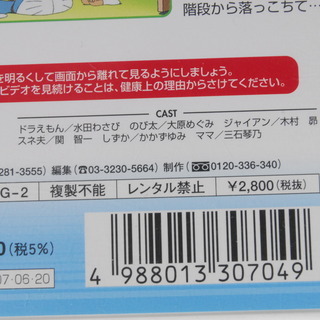 階段から落っこちて…
を明るくして画面から離れて見るようにしましょう。
ビデオを見続けることは、健康上の理由からさけてください。
CAST
ドラえもん／水田わさび のび太／大原めぐみ ジャイアン／木村 昴
スネ夫／関 智一 しずか／かかずゆみ ママ／三石琴乃
281-3555) 編集(☎03-3230-5664) 制作(0120-336-340)
G-2 複製不能 レンタル禁止 ¥2,800(税抜)
0(税5%)
07・06・20
4 988013 307049